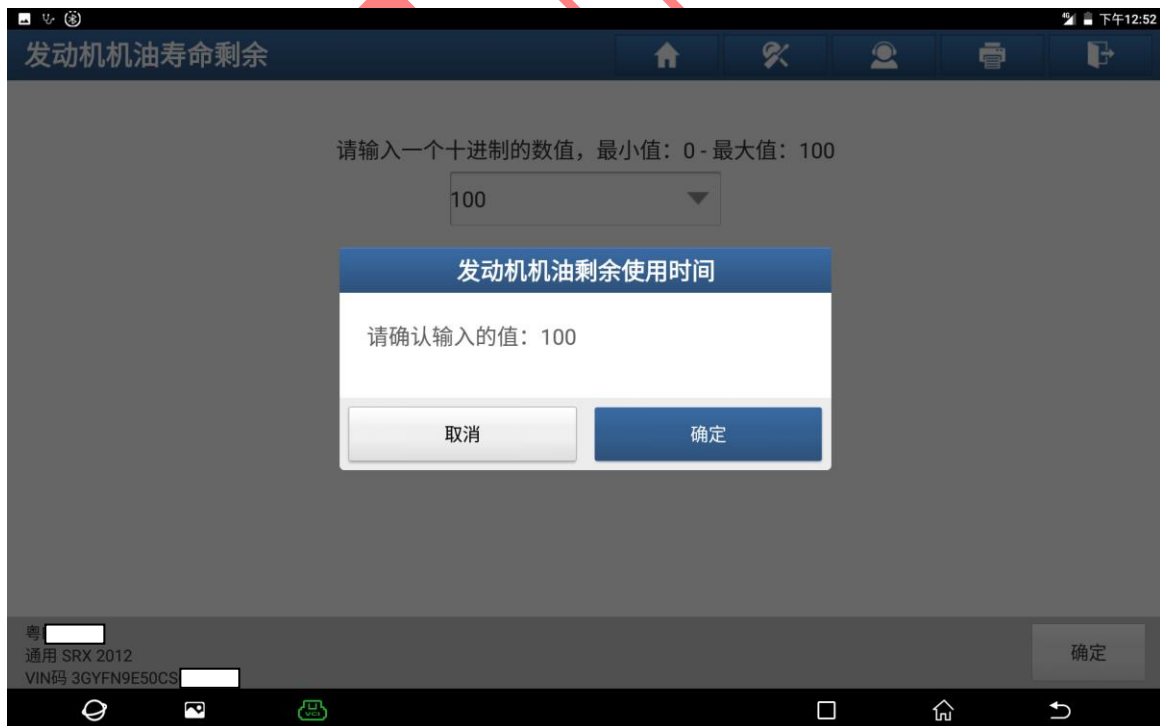 4G 下午12:52
发动机机油寿命剩余
请输入一个十进制的数值，最小值：0 - 最大值：100
100
发动机机油剩余使用时间
请确认输入的值：100
取消 确定
粤
通用 SRX 2012
VIN码 3GYFN9E50CS
确定
VCI